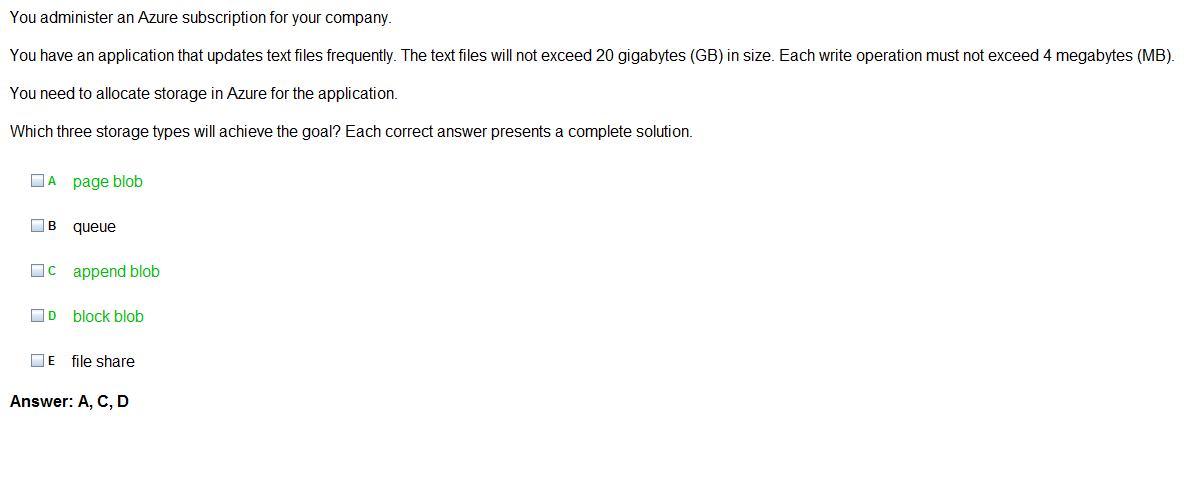 You administer an Azure subscription for your company.
You have an application that updates text files frequently. The text files will not exceed 20 gigabytes (GB) in size. Each write operation must not exceed 4 megabytes (MB).
You need to allocate storage in Azure for the application.
Which three storage types will achieve the goal? Each correct answer presents a complete solution.
A page blob
B queue
C append blob
D block blob
E file share
Answer: A, C, D